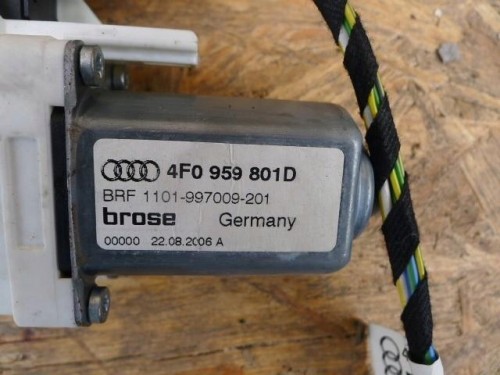 4F0 959 801D
BRF 1101-997009-201
brose Germany
00000 22.08.2006 A